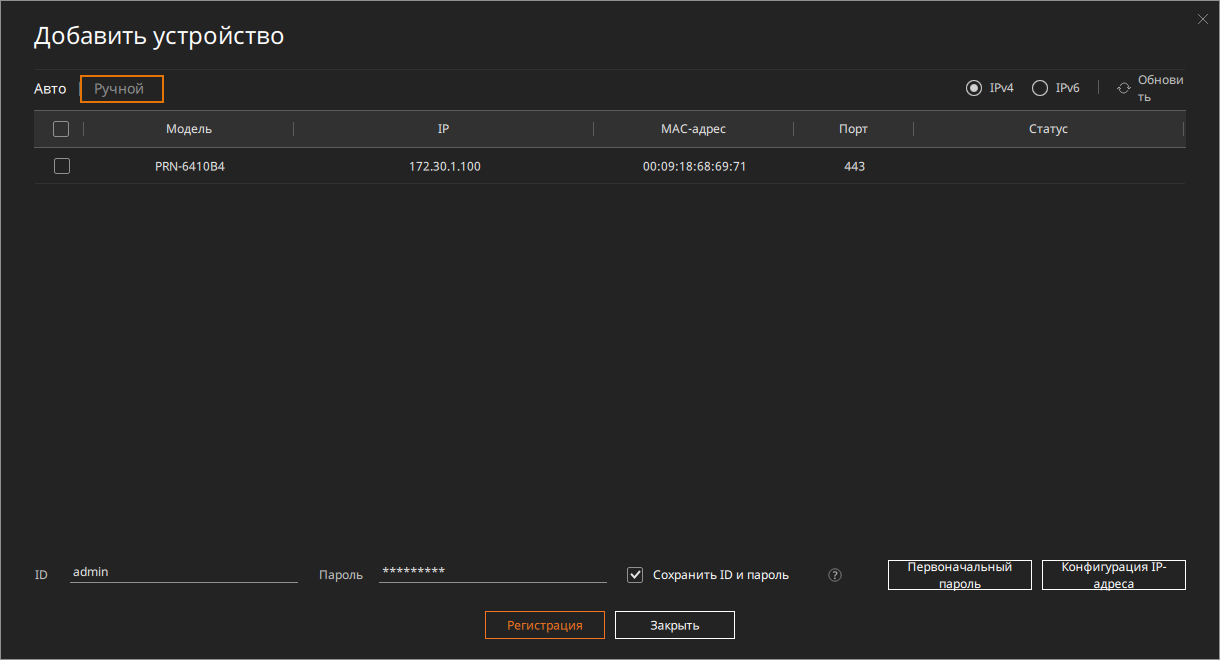 Добавить устройство
Авто
Ручной
IPv4
IPv6
Обнови
ть
Модель
IP
MAC-адрес
Порт
Статус
PRN-6410B4
172.30.1.100
00:09:18:68:69:71
443
ID
admin
Пароль
*********
Сохранить ID и пароль
?
Первоначальный
пароль
Конфигурация IP-
адреса
Регистрация
Закрыть